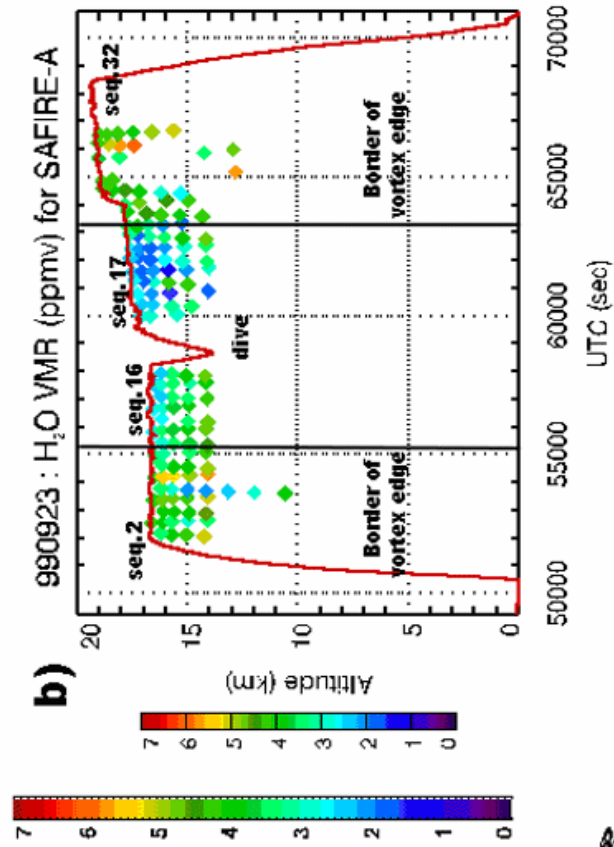 b)
990923 : H₂O VMR (ppmv) for SAFIRE-A
7
6
5
4
3
2
1
0
7
6
5
4
3
2
1
0
Altitude (km)
20
15
10
5
0
seq.2
seq.16
seq.17
seq.32
dive
Border of
vortex edge
Border of
vortex edge
50000
55000
60000
65000
70000
UTC (sec)